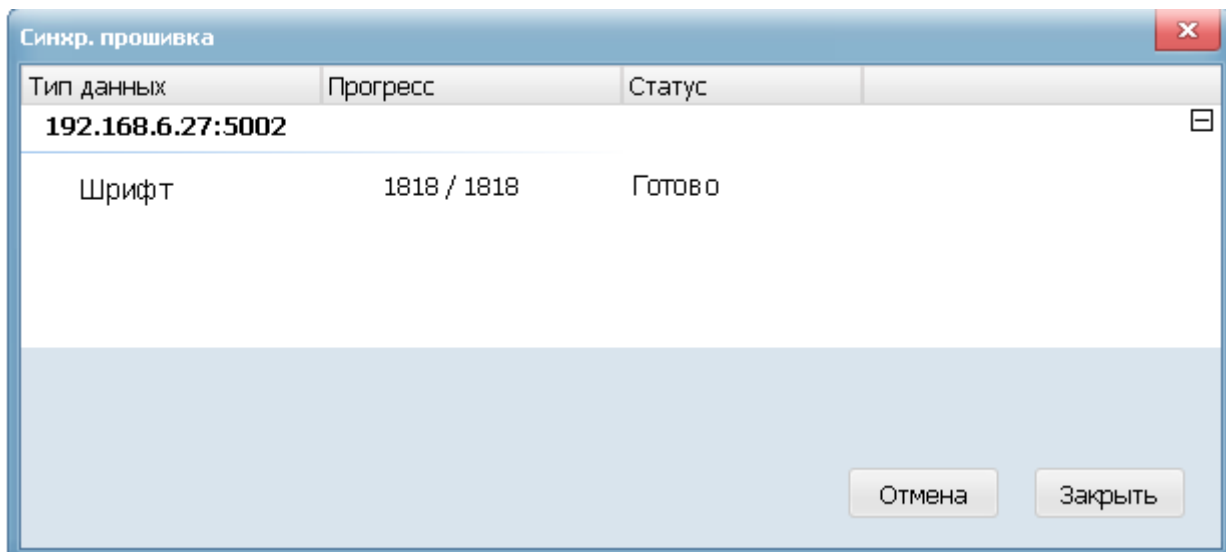 Синхр. прошивка
Тип данных Прогресс Статус
192.168.6.27:5002
Шрифт 1818 / 1818 Готово
Отмена Закрыть